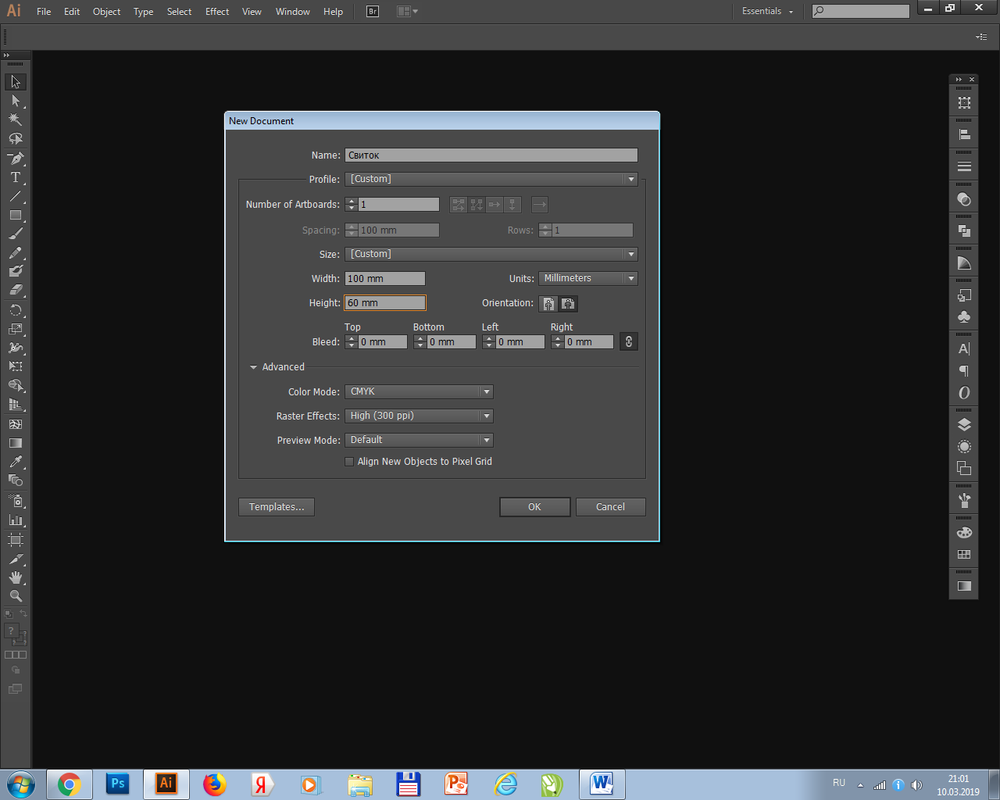 Ai File Edit Object Type Select Effect View Window Help Br Essentials
New Document
Name: Свиток
Profile: [Custom]
Number of Artboards: 1
Spacing: 100 mm Rows: 1
Size: [Custom]
Width: 100 mm Units: Millimeters
Height: 60 mm Orientation:
Top Bottom Left Right
Bleed: 0 mm 0 mm 0 mm 0 mm
Advanced
Color Mode: CMYK
Raster Effects: High (300 ppi)
Preview Mode: Default
Align New Objects to Pixel Grid
Templates... OK Cancel
Ps Ai Я P W RU 21:01
10.03.2019